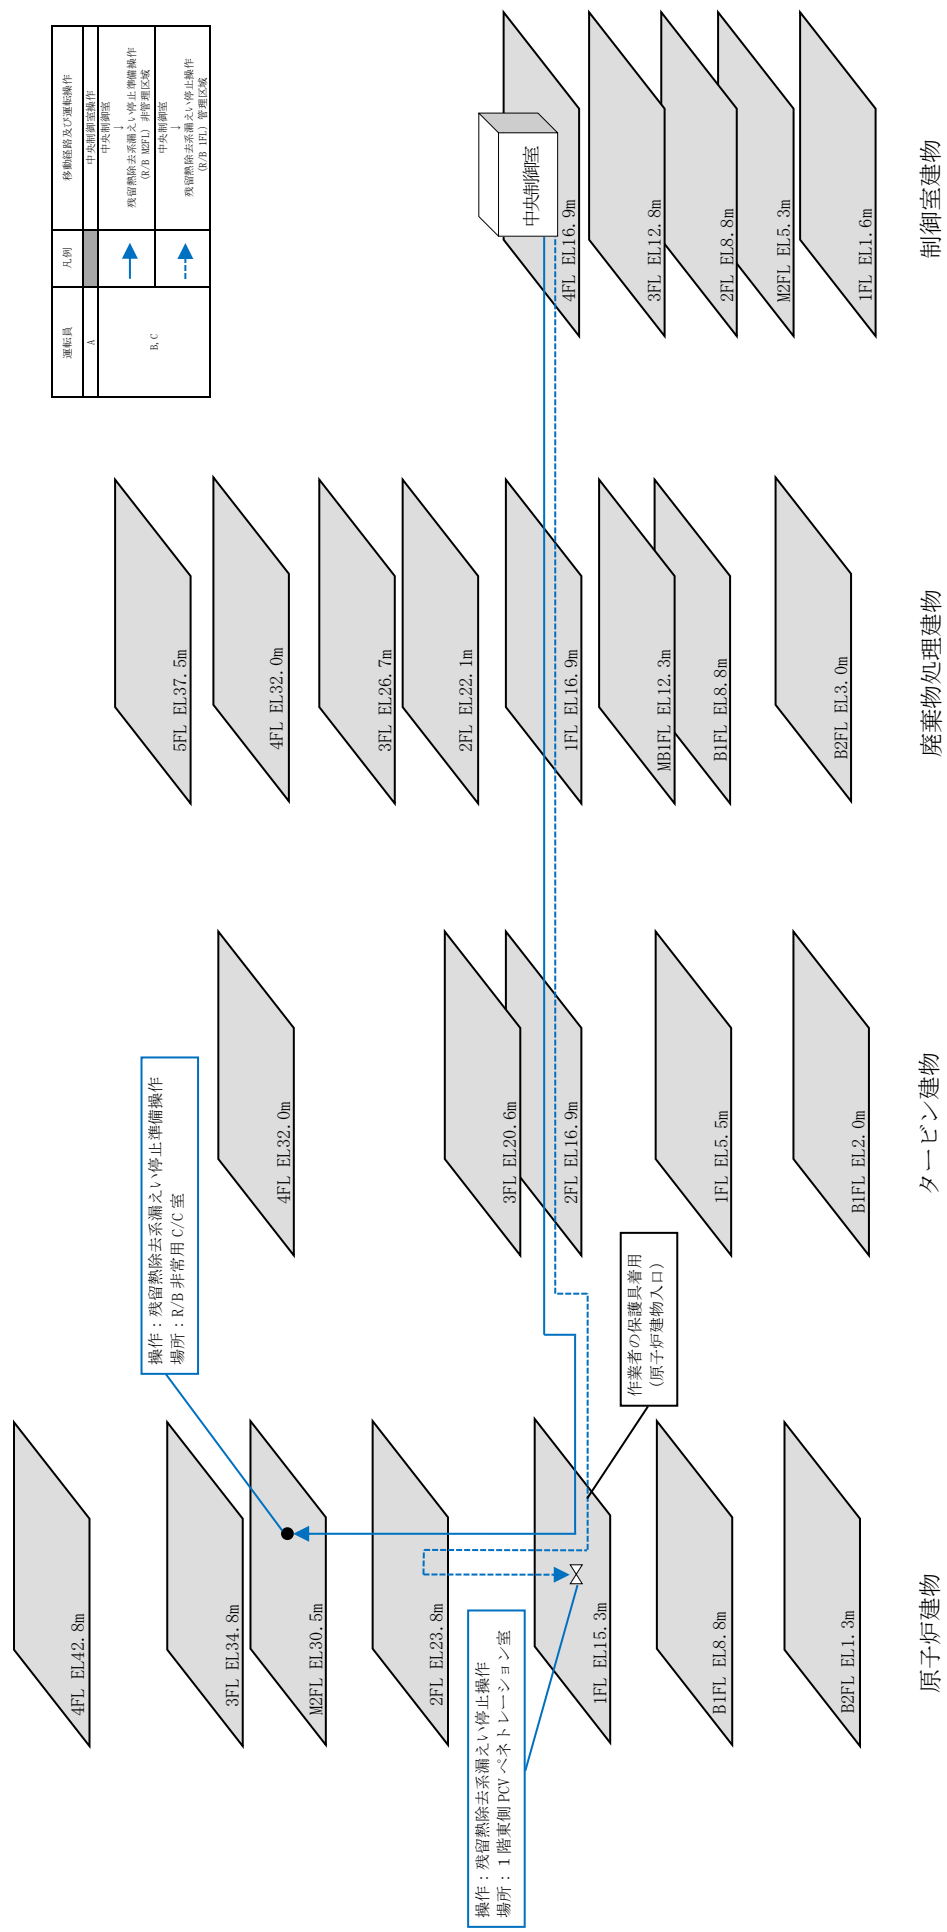 4FL EL42.8m
3FL EL34.8m
M2FL EL30.5m
2FL EL23.8m
1FL EL15.3m
B1FL EL8.8m
B2FL EL1.3m
原子炉建物
操作：残留熱除去系漏えい停止操作
場所：1階東側PCVペネトレーション室
操作：残留熱除去系漏えい停止準備操作
場所：R/B 非常用 C/C 室
作業者の保護具着用
（原子炉建物入口）
4FL EL32.0m
3FL EL20.6m
2FL EL16.9m
1FL EL5.5m
B1FL EL2.0m
タービン建物
5FL EL37.5m
4FL EL32.0m
3FL EL26.7m
2FL EL22.1m
1FL EL16.9m
MB1FL EL12.3m
B1FL EL8.8m
B2FL EL3.0m
廃棄物処理建物
中央制御室
4FL EL16.9m
3FL EL12.8m
2FL EL8.8m
M2FL EL5.3m
1FL EL1.6m
制御室建物
運転員 凡例 移動経路及び運転操作
A 中央制御室操作
B,C
中央制御室
↓
残留熱除去系漏えい停止準備操作
(R/B M2FL) 非管理区域
中央制御室
↓
残留熱除去系漏えい停止操作
(R/B 1FL) 管理区域